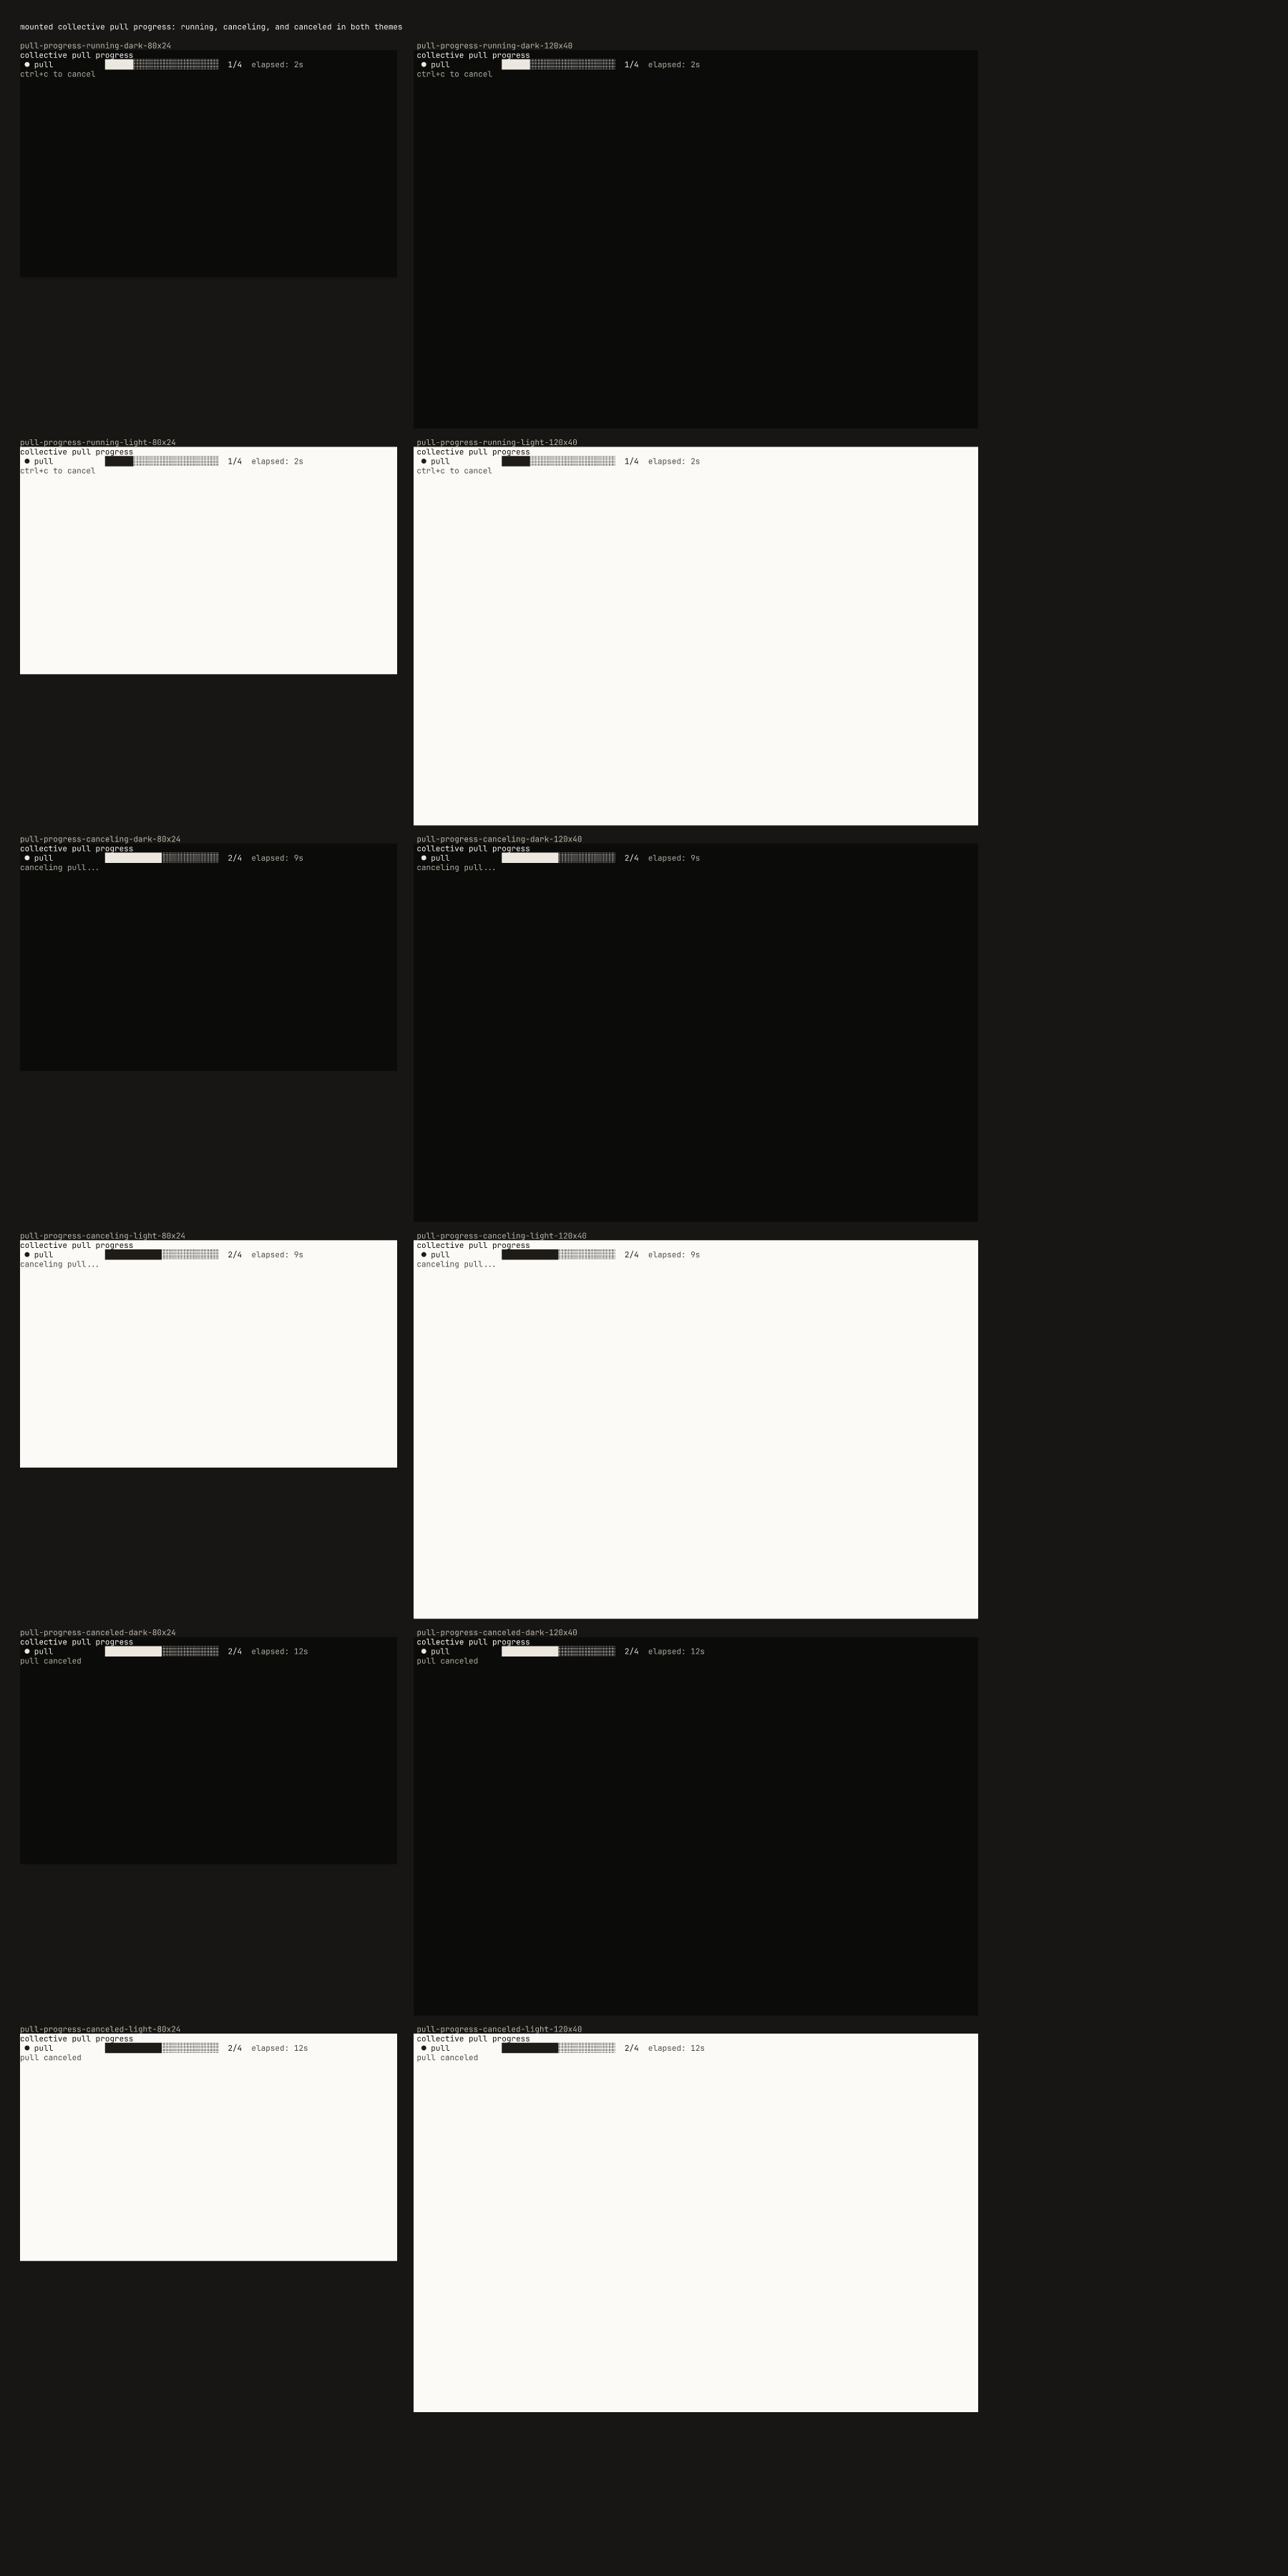 mounted collective pull progress: running, canceling, and canceled in both themes
pull-progress-running-dark-80x24
collective pull progress
● pull 1/4 elapsed: 2s
ctrl+c to cancel
pull-progress-running-dark-120x40
collective pull progress
● pull 1/4 elapsed: 2s
ctrl+c to cancel
pull-progress-running-light-80x24
collective pull progress
● pull 1/4 elapsed: 2s
ctrl+c to cancel
pull-progress-running-light-120x40
collective pull progress
● pull 1/4 elapsed: 2s
ctrl+c to cancel
pull-progress-canceling-dark-80x24
collective pull progress
● pull 2/4 elapsed: 9s
canceling pull...
pull-progress-canceling-dark-120x40
collective pull progress
● pull 2/4 elapsed: 9s
canceling pull...
pull-progress-canceling-light-80x24
collective pull progress
● pull 2/4 elapsed: 9s
canceling pull...
pull-progress-canceling-light-120x40
collective pull progress
● pull 2/4 elapsed: 9s
canceling pull...
pull-progress-canceled-dark-80x24
collective pull progress
● pull 2/4 elapsed: 12s
pull canceled
pull-progress-canceled-dark-120x40
collective pull progress
● pull 2/4 elapsed: 12s
pull canceled
pull-progress-canceled-light-80x24
collective pull progress
● pull 2/4 elapsed: 12s
pull canceled
pull-progress-canceled-light-120x40
collective pull progress
● pull 2/4 elapsed: 12s
pull canceled